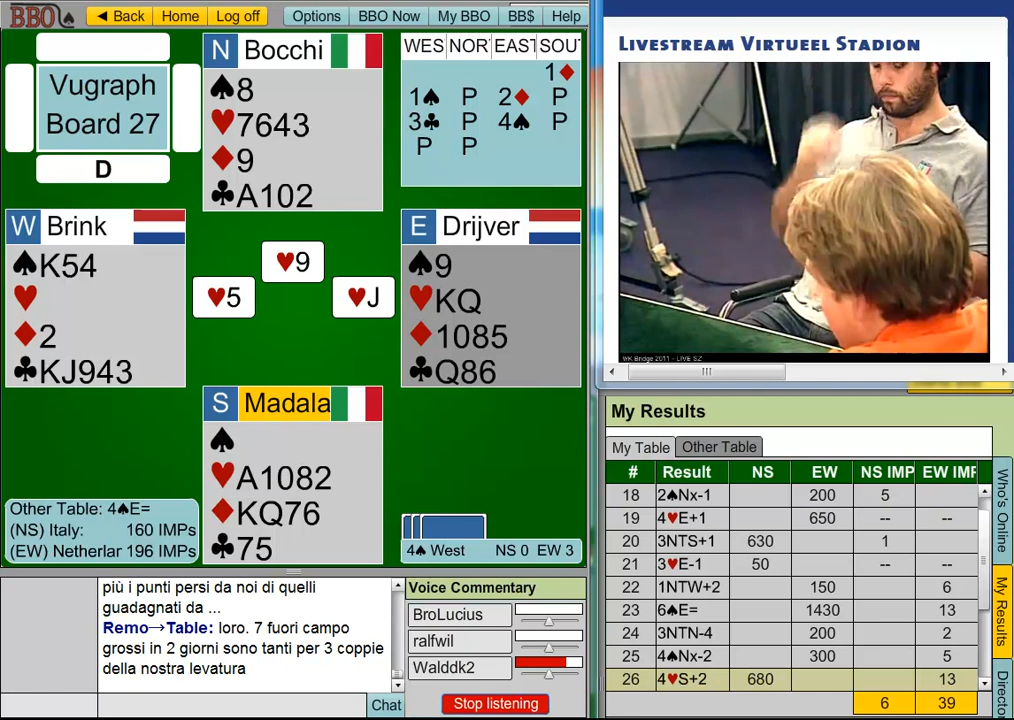 BBO ◄ Back Home Log off Options BBO Now My BBO BB$ Help
Vugraph
Board 27
D
N Bocchi
♠8
♥7643
♦9
♣A102
WES NOR EAST SOUT
1♦
1♠ P 2♦ P
3♣ P 4♠ P
P P
W Brink
♠K54
♥
♦2
♣KJ943
♥9
♥5
♥J
E Drijver
♠9
♥KQ
♦1085
♣Q86
S Madala
♠
♥A1082
♦KQ76
♣75
Other Table: 4♠E=
(NS) Italy: 160 IMPs
(EW) Netherlar 196 IMPs
4♠ West NS 0 EW 3
più i punti persi da noi di quelli
guadagnati da ...
Remo→Table: loro. 7 fuori campo
grossi in 2 giorni sono tanti per 3 coppie
della nostra levatura
Chat
Voice Commentary
BroLucius
ralfwil
Walddk2
Stop listening
Livestream Virtueel Stadion
WK Bridge 2011 - LIVE SZ
My Results
My Table Other Table
# Result NS EW NS IMP EW IMF
18 2♠Nx-1 200 5
19 4♥E+1 650 -- --
20 3NTS+1 630 1
21 3♥E-1 50 -- --
22 1NTW+2 150 6
23 6♠E= 1430 13
24 3NTN-4 200 2
25 4♠Nx-2 300 5
26 4♥S+2 680 13
6 39
Who's Online
My Results
Director